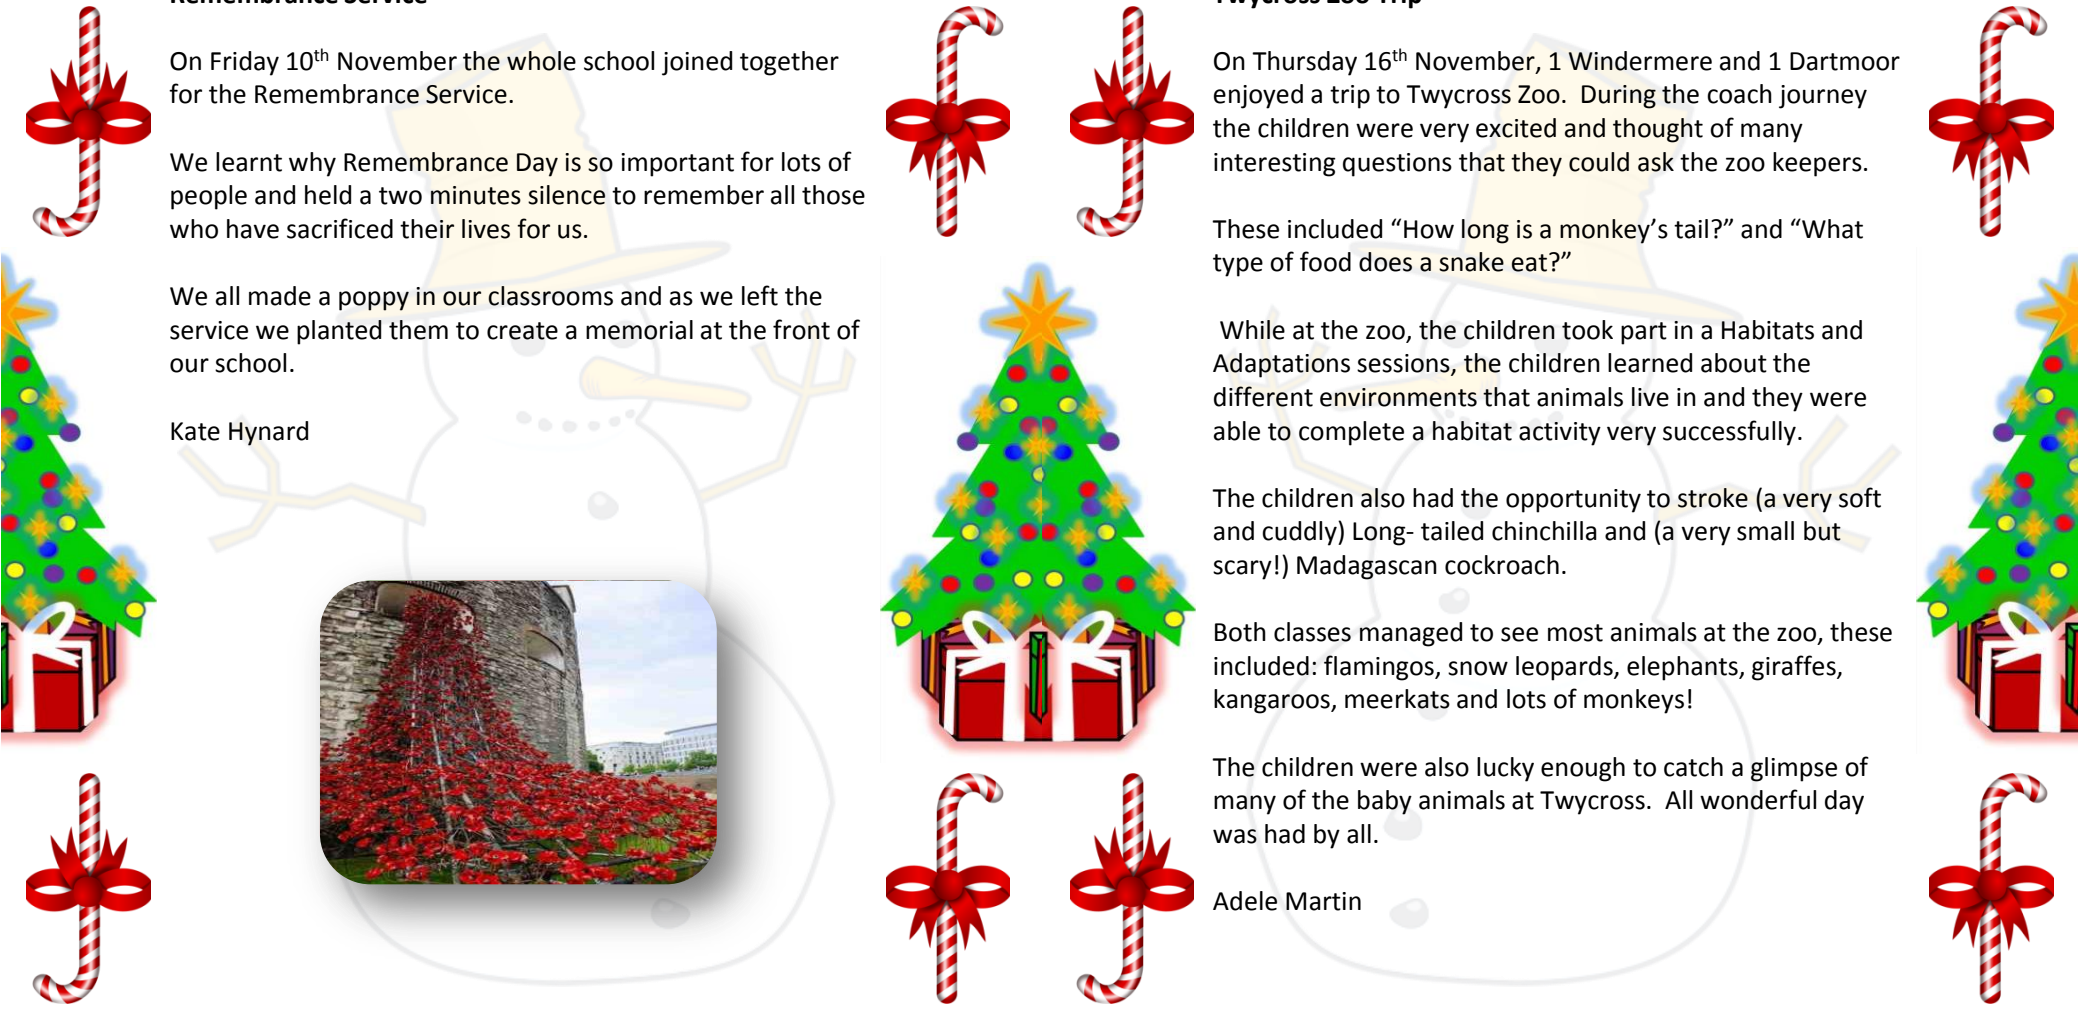 Remembrance Service
On Friday 10th November the whole school joined together
for the Remembrance Service.
We learnt why Remembrance Day is so important for lots of
people and held a two minutes silence to remember all those
who have sacrificed their lives for us.
We all made a poppy in our classrooms and as we left the
service we planted them to create a memorial at the front of
our school.
Kate Hynard
Twycross Zoo Trip
On Thursday 16th November, 1 Windermere and 1 Dartmoor
enjoyed a trip to Twycross Zoo.  During the coach journey
the children were very excited and thought of many
interesting questions that they could ask the zoo keepers.
These included “How long is a monkey’s tail?” and “What
type of food does a snake eat?”
While at the zoo, the children took part in a Habitats and
Adaptations sessions, the children learned about the
different environments that animals live in and they were
able to complete a habitat activity very successfully.
The children also had the opportunity to stroke (a very soft
and cuddly) Long- tailed chinchilla and (a very small but
scary!) Madagascan cockroach.
Both classes managed to see most animals at the zoo, these
included: flamingos, snow leopards, elephants, giraffes,
kangaroos, meerkats and lots of monkeys!
The children were also lucky enough to catch a glimpse of
many of the baby animals at Twycross.  All wonderful day
was had by all.
Adele Martin